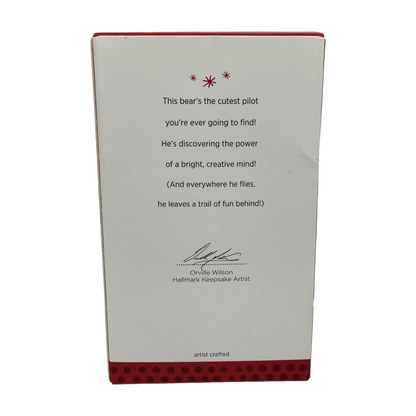 This bear's the cutest pilot
you're ever going to find!
He's discovering the power
of a bright, creative mind!
(And everywhere he flies,
he leaves a trail of fun behind!)
Orville Wilson
Hallmark Keepsake Artist
artist crafted